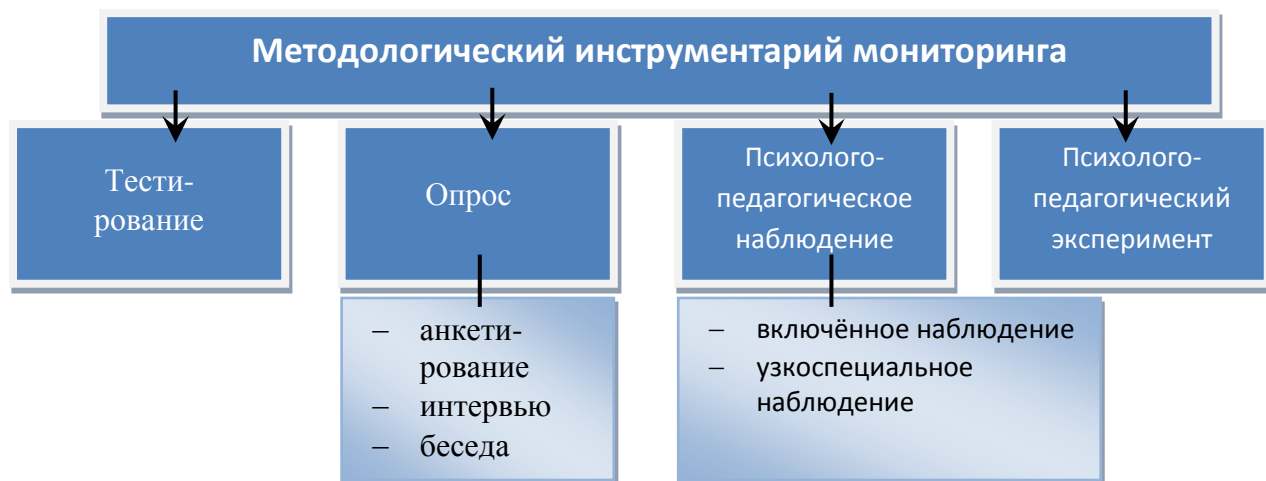 Методологический инструментарий мониторинга
Тести-
рование
Опрос
Психолого-
педагогическое
наблюдение
Психолого-
педагогический
эксперимент
– анкети-
рование
– интервью
– беседа
– включённое наблюдение
– узкоспециальное
наблюдение